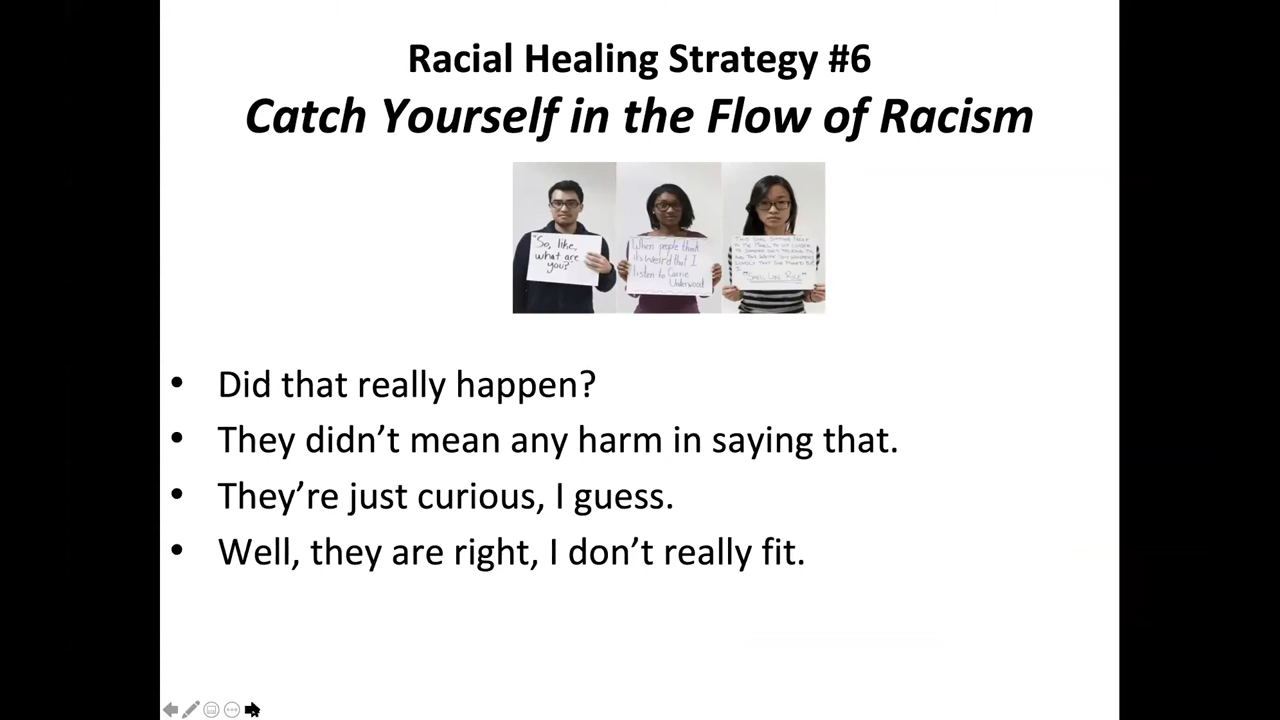 Racial Healing Strategy #6
Catch Yourself in the Flow of Racism
"So, like,
what are
you?"
When people think
it's weird that I
listen to Carrie
Underwood
• Did that really happen?
• They didn’t mean any harm in saying that.
• They’re just curious, I guess.
• Well, they are right, I don’t really fit.